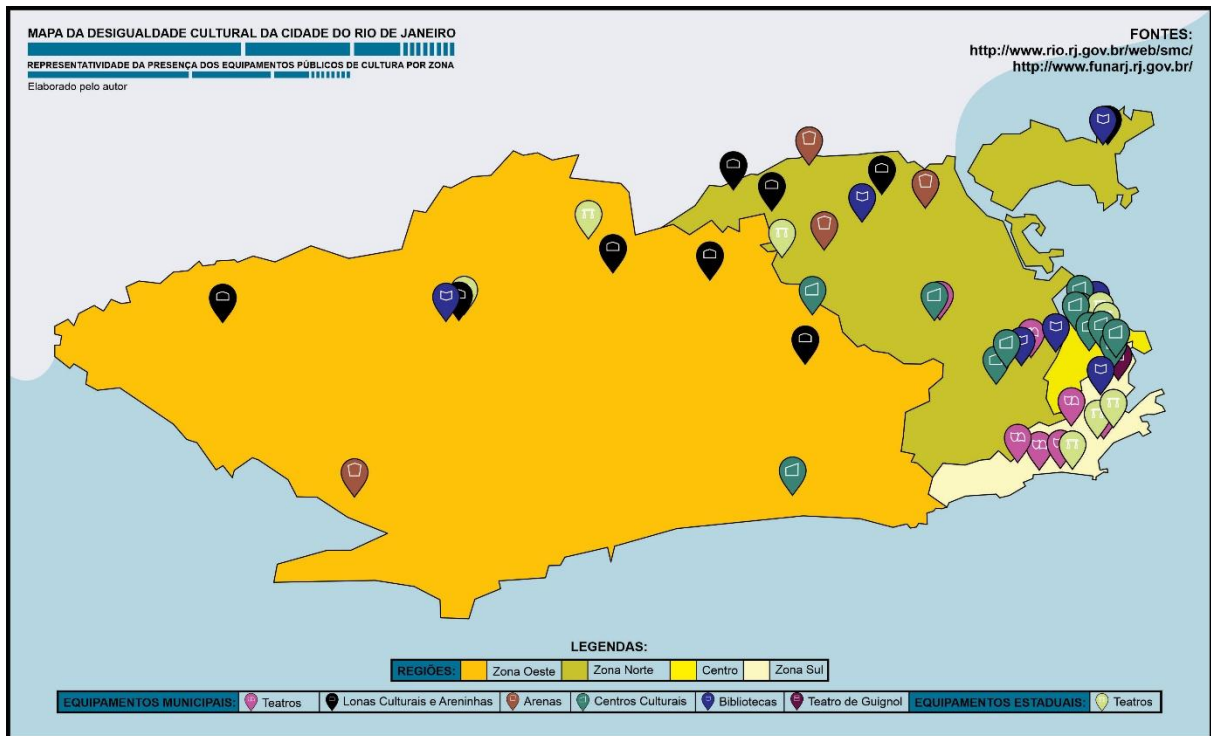 MAPA DA DESIGUALDADE CULTURAL DA CIDADE DO RIO DE JANEIRO
REPRESENTATIVIDADE DA PRESENÇA DOS EQUIPAMENTOS PÚBLICOS DE CULTURA POR ZONA
Elaborado pelo autor
FONTES:
http://www.rio.rj.gov.br/web/smc/
http://www.funarj.rj.gov.br/
LEGENDAS:
REGIÕES: Zona Oeste Zona Norte Centro Zona Sul
EQUIPAMENTOS MUNICIPAIS: Teatros Lonas Culturais e Areninhas Arenas Centros Culturais Bibliotecas Teatro de Guignol EQUIPAMENTOS ESTADUAIS: Teatros